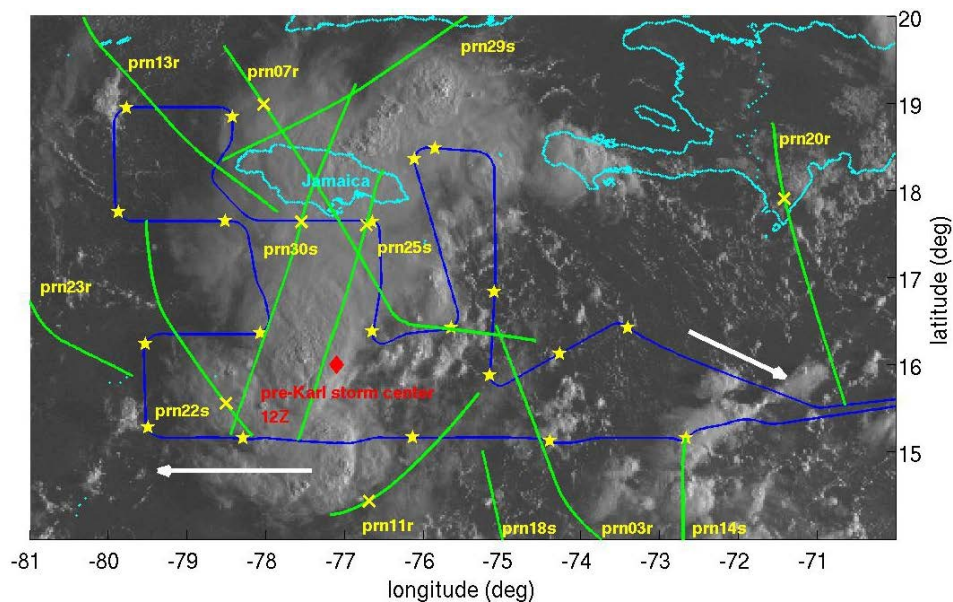 20
prn29s
prn13r
prn07r
19
prn20r
Jamaica
18
prn30s
prn25s
latitude (deg)
17
prn23r
16
pre-Karl storm center
12Z
prn22s
15
prn11r
prn18s
prn03r
prn14s
-81
-80
-79
-78
-77
-76
-75
-74
-73
-72
-71
longitude (deg)